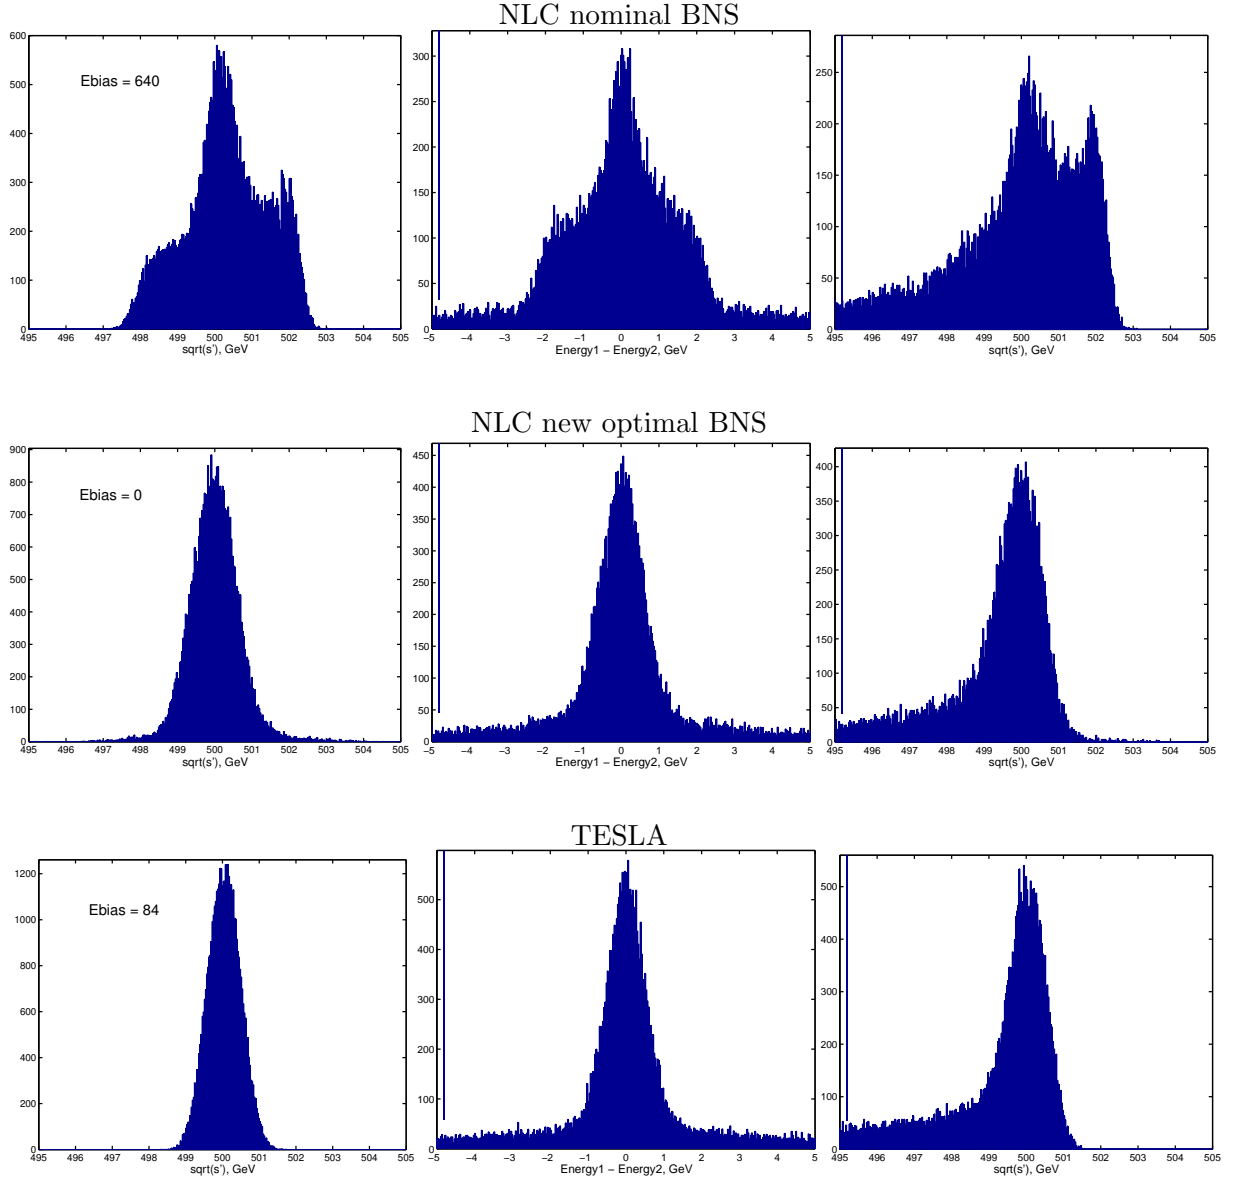 NLC nominal BNS
600
500
400
300
200
100
0
Ebias = 640
495 496 497 498 499 500 501 502 503 504 505
sqrt(s'), GeV
300
250
200
150
100
50
0
−5 −4 −3 −2 −1 0 1 2 3 4 5
Energy1 − Energy2, GeV
250
200
150
100
50
0
495 496 497 498 499 500 501 502 503 504 505
sqrt(s'), GeV
NLC new optimal BNS
900
800
700
600
500
400
300
200
100
0
Ebias = 0
495 496 497 498 499 500 501 502 503 504 505
sqrt(s'), GeV
450
400
350
300
250
200
150
100
50
0
−5 −4 −3 −2 −1 0 1 2 3 4 5
Energy1 − Energy2, GeV
400
350
300
250
200
150
100
50
0
495 496 497 498 499 500 501 502 503 504 505
sqrt(s'), GeV
TESLA
1200
1000
800
600
400
200
0
Ebias = 84
495 496 497 498 499 500 501 502 503 504 505
sqrt(s'), GeV
500
400
300
200
100
0
−5 −4 −3 −2 −1 0 1 2 3 4 5
Energy1 − Energy2, GeV
500
400
300
200
100
0
495 496 497 498 499 500 501 502 503 504 505
sqrt(s'), GeV